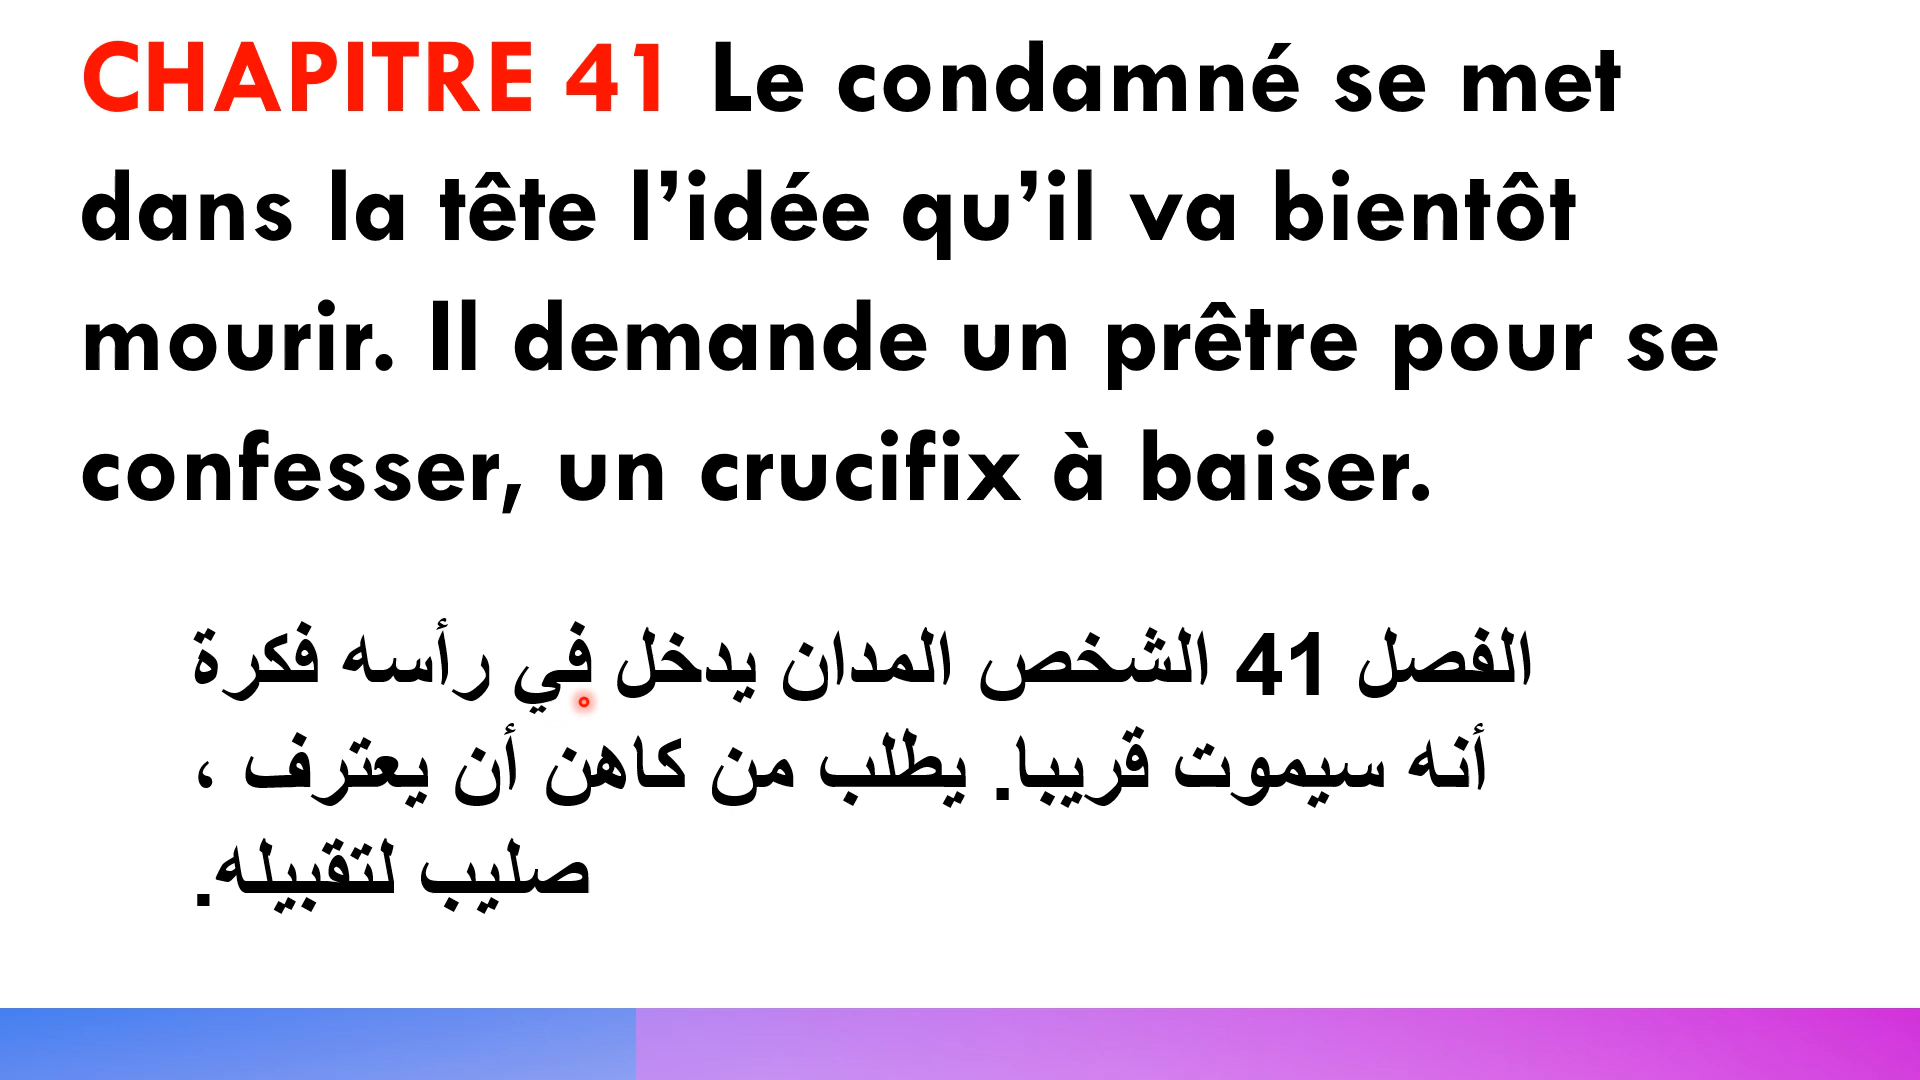 CHAPITRE 41 Le condamné se met
dans la tête l’idée qu’il va bientôt
mourir. Il demande un prêtre pour se
confesser, un crucifix à baiser.
الفصل 41 الشخص المدان يدخل في رأسه فكرة
أنه سيموت قريبا. يطلب من كاهن أن يعترف ،
صليب لتقبيله.